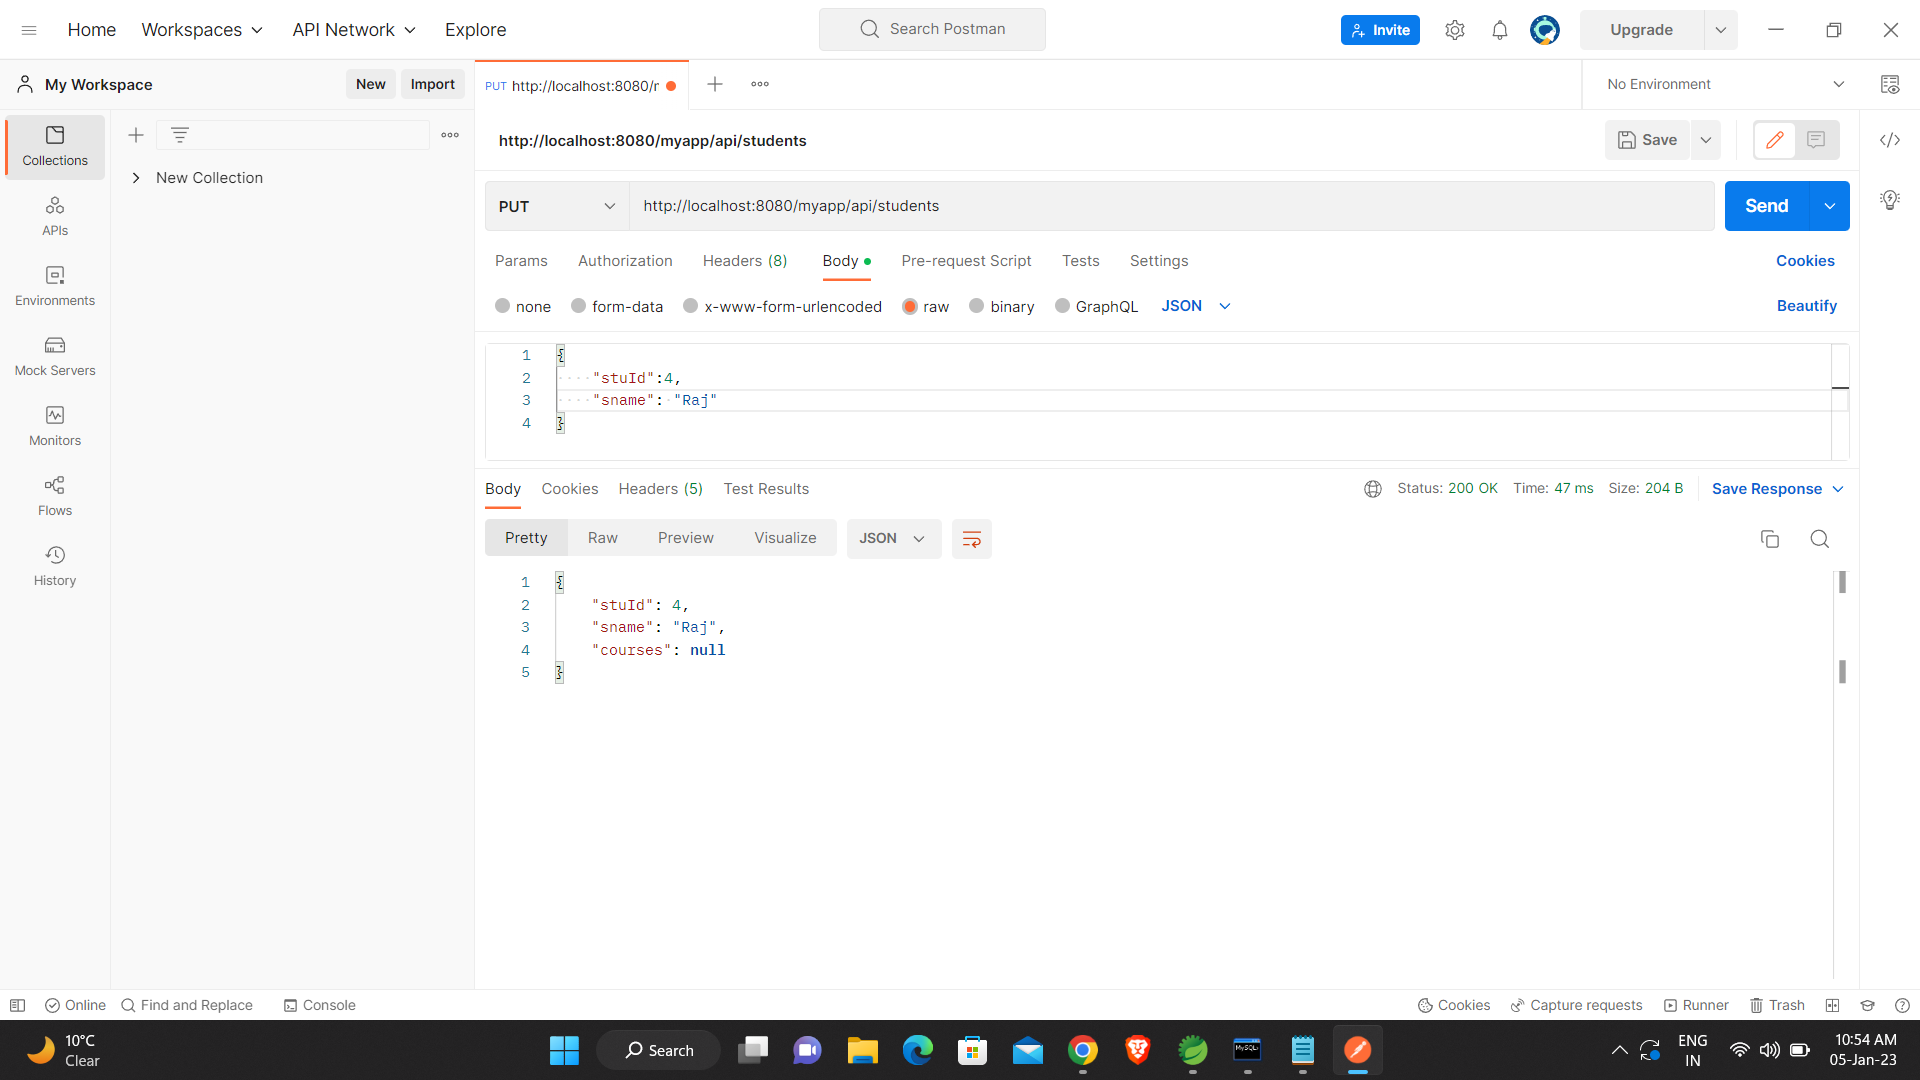 Home Workspaces API Network Explore Search Postman Invite Upgrade
My Workspace New Import PUT http://localhost:8080/r No Environment
Collections
New Collection
APIs
Environments
Mock Servers
Monitors
Flows
History
http://localhost:8080/myapp/api/students Save
PUT http://localhost:8080/myapp/api/students Send
Params Authorization Headers (8) Body Pre-request Script Tests Settings Cookies
none form-data x-www-form-urlencoded raw binary GraphQL JSON Beautify
1 {
2 "stuId":4,
3 "sname": "Raj"
4 }
Body Cookies Headers (5) Test Results Status: 200 OK Time: 47 ms Size: 204 B Save Response
Pretty Raw Preview Visualize JSON
1 {
2 "stuId": 4,
3 "sname": "Raj",
4 "courses": null
5 }
Online Find and Replace Console Cookies Capture requests Runner Trash
10°C
Clear
Search
MySQL
ENG
IN
10:54 AM
05-Jan-23